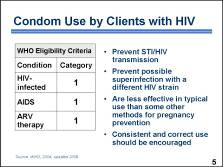 Condom Use by Clients with HIV
WHO Eligibility Criteria
Condition Category
HIV-
infected 1
AIDS 1
ARV
therapy 1
• Prevent STI/HIV
transmission
• Prevent possible
superinfection with a
different HIV strain
• Are less effective in typical
use than some other
methods for pregnancy
prevention
• Consistent and correct use
should be encouraged
Source: WHO, 2004, updated 2008.
5